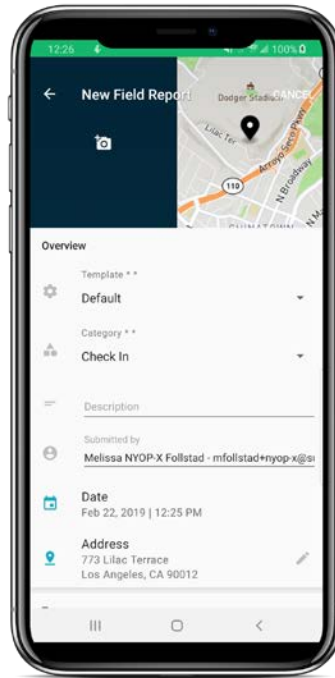 12:26
100%
New Field Report
CANCEL
Dodger Stadium
Lilac Ter
Arroyo Seco Pkwy
110
N Broadway
CHINATOWN
Overview
Template * *
Default
Category * *
Check In
Description
Submitted by
Melissa NYOP-X Follstad - mfollstad+nyop-x@s
Date
Feb 22, 2019 | 12:25 PM
Address
773 Lilac Terrace
Los Angeles, CA 90012